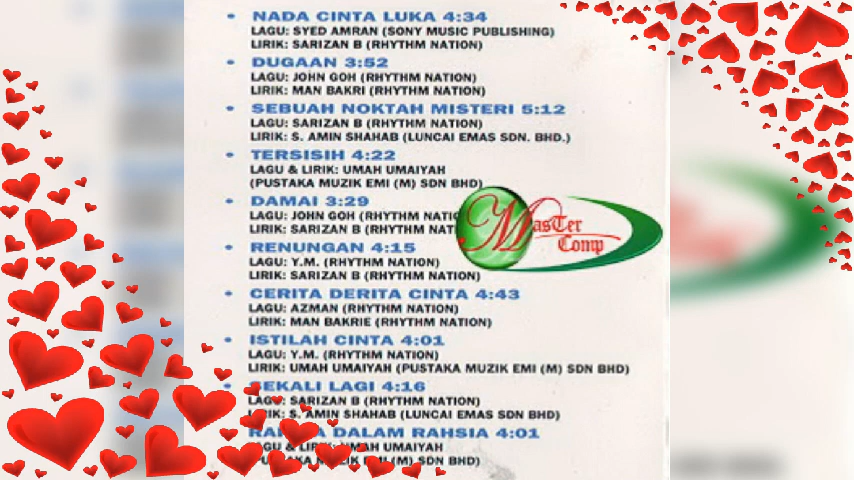 NADA CINTA LUKA 4:34
LAGU: SYED AMRAN (SONY MUSIC PUBLISHING)
LIRIK: SARIZAN B (RHYTHM NATION)
DUGAAN 3:52
LAGU: JOHN GOH (RHYTHM NATION)
LIRIK: MAN BAKRI (RHYTHM NATION)
SEBUAH NOKTAH MISTERI 5:12
LAGU: SARIZAN B (RHYTHM NATION)
LIRIK: S. AMIN SHAHAB (LUNCAI EMAS SDN. BHD.)
TERSISIH 4:22
LAGU & LIRIK: UMAH UMAIYAH
(PUSTAKA MUZIK EMI (M) SDN BHD)
DAMAI 3:29
LAGU: JOHN GOH (RHYTHM
LIRIK: SARIZAN B (RHYTHM
MasTer
Comp
RENUNGAN 4:15
LAGU: Y.M. (RHYTHM NATION)
LIRIK: SARIZAN B (RHYTHM NATION)
CERITA DERITA CINTA 4:43
LAGU: AZMAN (RHYTHM NATION)
LIRIK: MAN BAKRIE (RHYTHM NATION)
ISTILAH CINTA 4:01
LAGU: Y.M. (RHYTHM NATION)
LIRIK: UMAH UMAIYAH (PUSTAKA MUZIK EMI (M) SDN BHD)
SEKALI LAGI 4:16
LAGU: SARIZAN B (RHYTHM NATION)
LIRIK: S. AMIN SHAHAB (LUNCAI EMAS SDN BHD)
DALAM RAHSIA 4:01
LAGU & LIRIK: UMAH UMAIYAH
(M) SDN BHD)